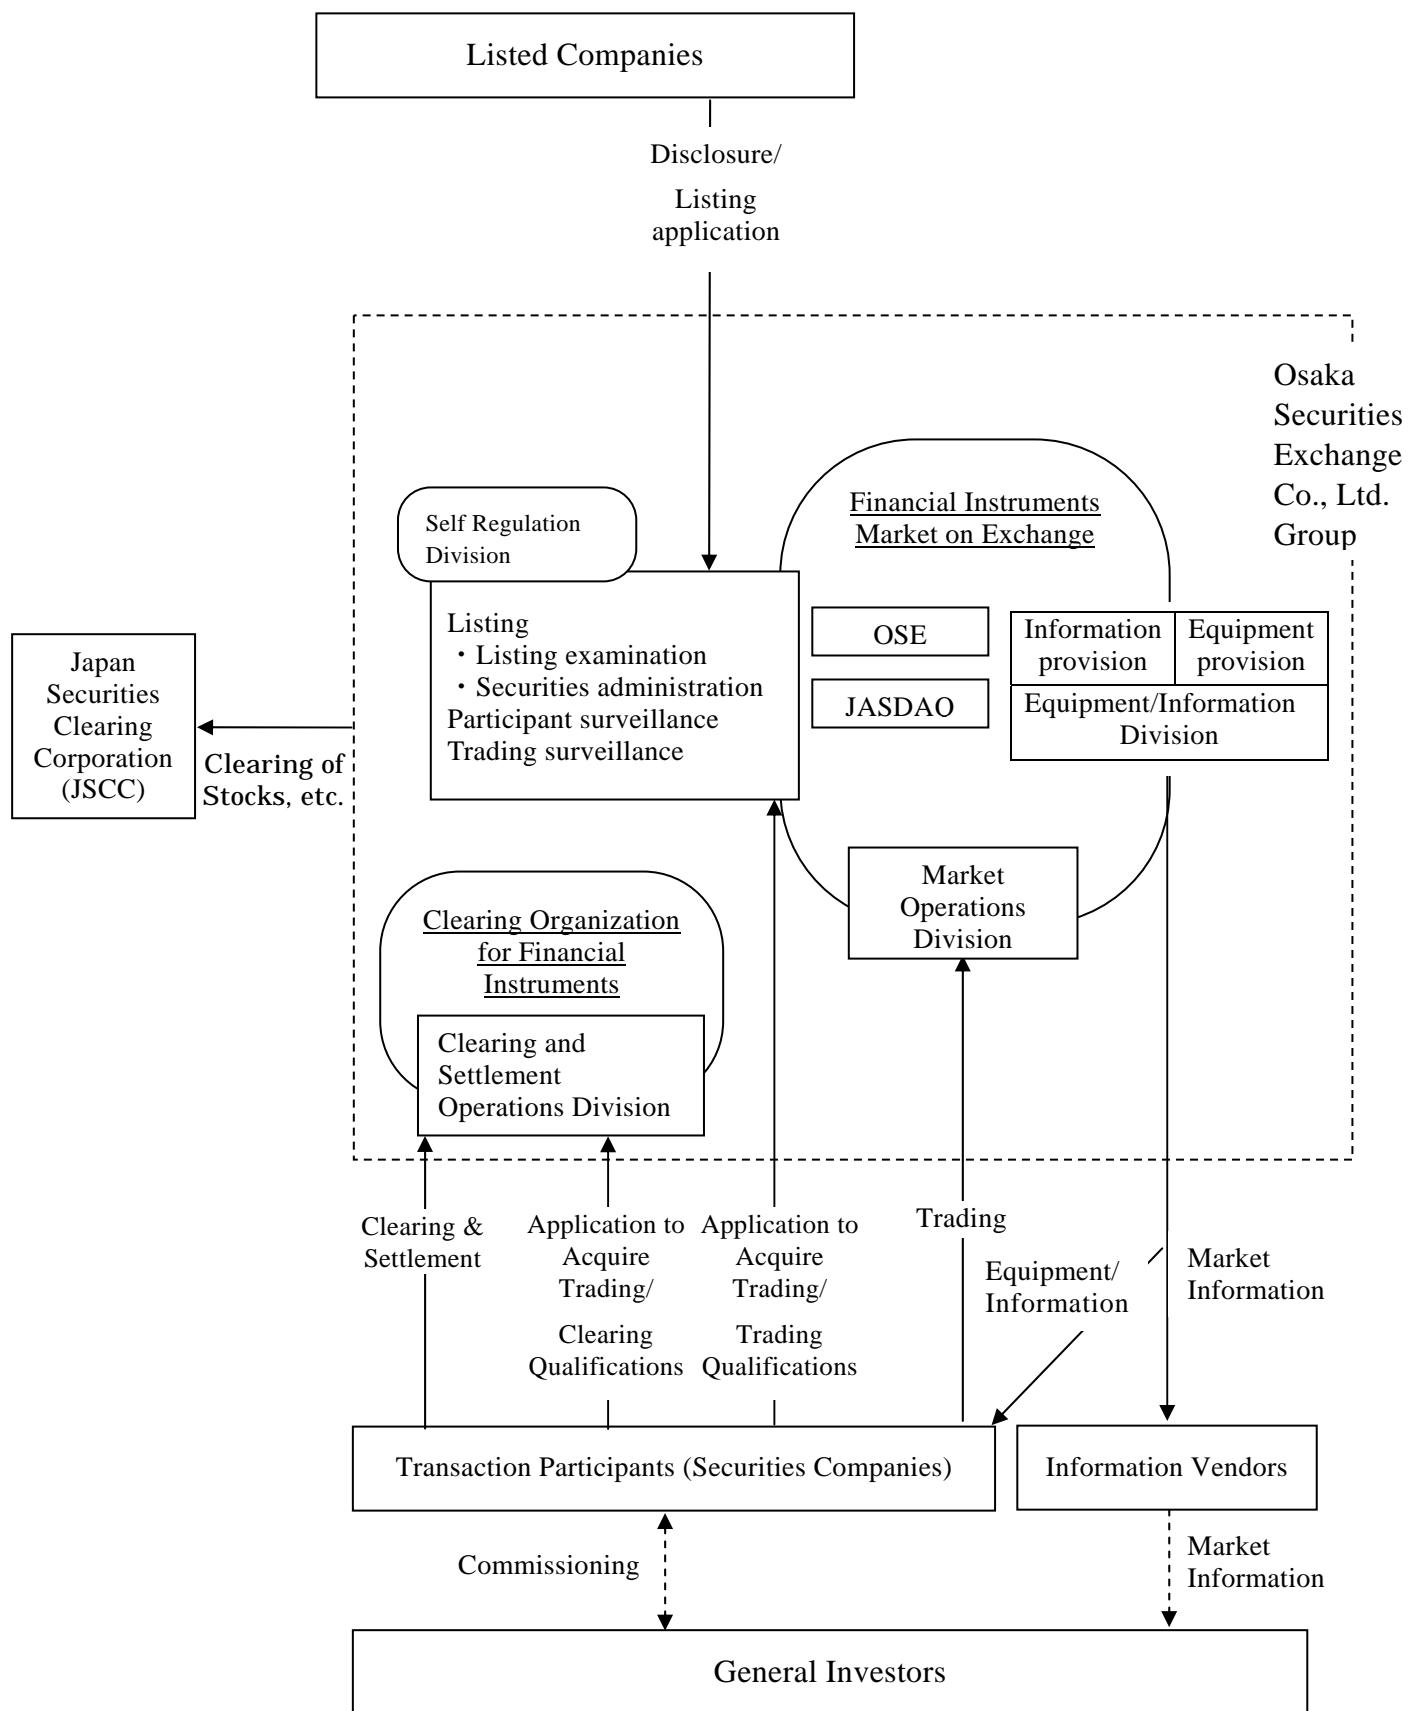 Listed Companies
Disclosure/
Listing
application
Osaka
Securities
Exchange
Co., Ltd.
Group
Financial Instruments
Market on Exchange
Self Regulation
Division
Listing
・Listing examination
・Securities administration
Participant surveillance
Trading surveillance
OSE
JASDAO
Information
provision
Equipment
provision
Equipment/Information
Division
Japan
Securities
Clearing
Corporation
(JSCC)
Clearing of
Stocks, etc.
Market
Operations
Division
Clearing Organization
for Financial
Instruments
Clearing and
Settlement
Operations Division
Clearing &
Settlement
Application to
Acquire
Trading/
Clearing
Qualifications
Application to
Acquire
Trading/
Trading
Qualifications
Trading
Equipment/
Information
Market
Information
Transaction Participants (Securities Companies)
Information Vendors
Commissioning
Market
Information
General Investors